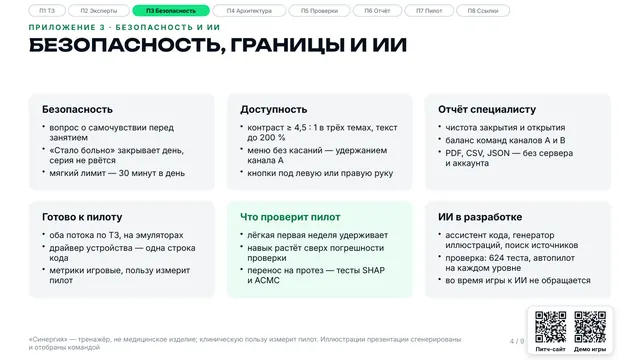 П1 ТЗ
П2 Эксперты
П3 Безопасность
П4 Архитектура
П5 Проверки
П6 Отчёт
П7 Пилот
П8 Ссылки
ПРИЛОЖЕНИЕ 3 · БЕЗОПАСНОСТЬ И ИИ
БЕЗОПАСНОСТЬ, ГРАНИЦЫ И ИИ
Безопасность
• вопрос о самочувствии перед
занятием
• «Стало больно» закрывает день,
серия не рвётся
• мягкий лимит — 30 минут в день
Доступность
• контраст ≥ 4,5 : 1 в трёх темах, текст
до 200 %
• меню без касаний — удержанием
канала А
• кнопки под левую или правую руку
Отчёт специалисту
• чистота закрытия и открытия
• баланс команд каналов А и В
• PDF, CSV, JSON — без сервера
и аккаунта
Готово к пилоту
• оба потока по ТЗ, на эмуляторах
• драйвер устройства — одна строка
кода
• метрики игровые, пользу измерит
пилот
Что проверит пилот
• лёгкая первая неделя удерживает
• навык растёт сверх погрешности
проверки
• перенос на протез — тесты SHAP
и ACMC
ИИ в разработке
• ассистент кода, генератор
иллюстраций, поиск источников
• проверка: 624 теста, автопилот
на каждом уровне
• во время игры к ИИ не обращается
«Синергия» — тренажёр, не медицинское изделие; клиническую пользу измерит пилот. Иллюстрации презентации сгенерированы
и отобраны командой
4 / 9
Питч-сайт
Демо игры